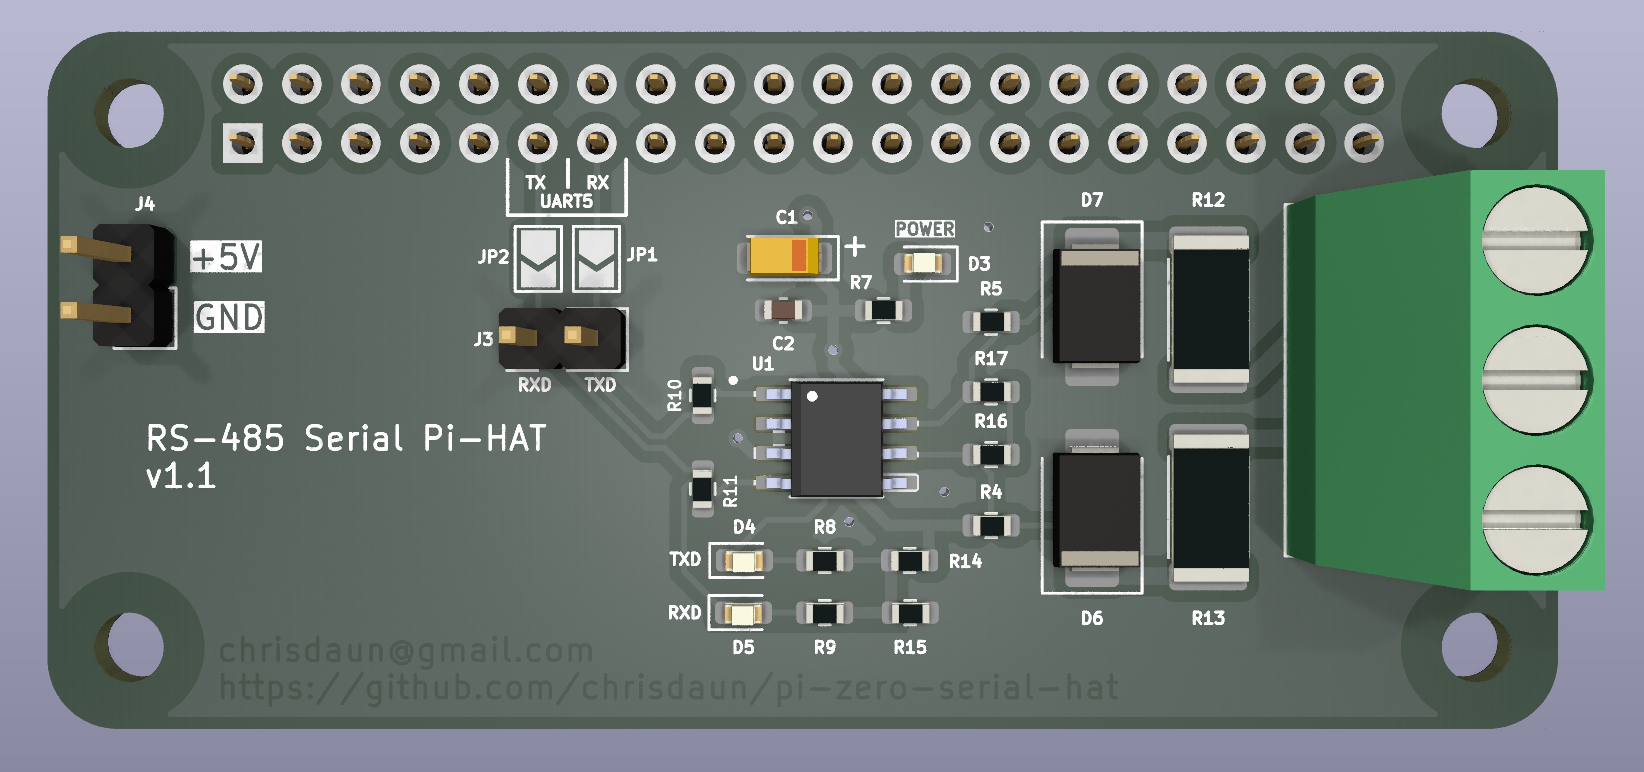 TX RX
UART5
J4
+5V
GND
JP2
JP1
J3
RXD TXD
C1
+
POWER
D3
R7
C2
U1
R5
R17
R16
R4
D7
R12
R10
R11
RS-485 Serial Pi-HAT
v1.1
D4
R8
TXD
R14
RXD
D5
R9
R15
D6
R13
chrisdaun@gmail.com
https://github.com/chrisdaun/pi-zero-serial-hat